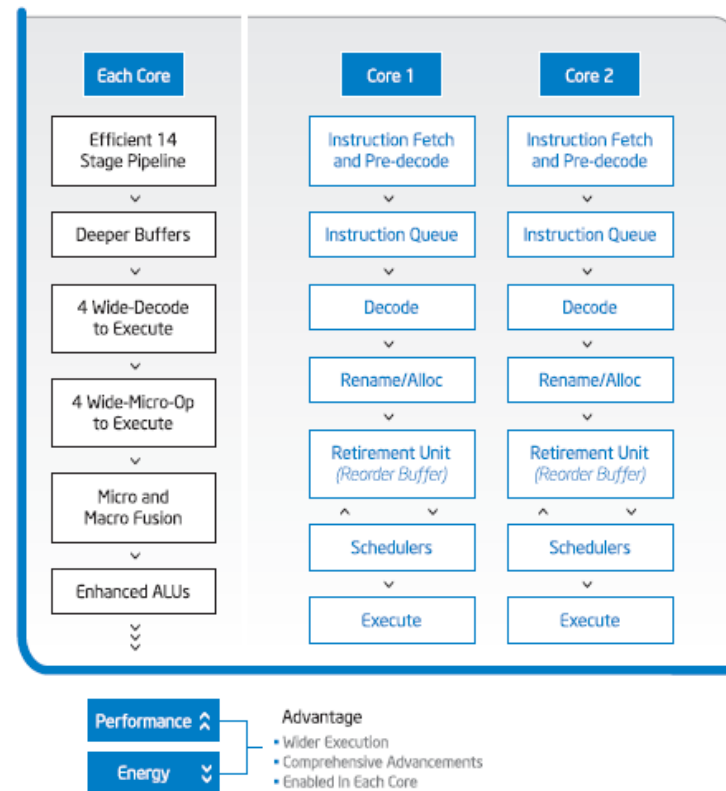 Each Core
Efficient 14
Stage Pipeline
Deeper Buffers
4 Wide-Decode
to Execute
4 Wide-Micro-Op
to Execute
Micro and
Macro Fusion
Enhanced ALUs
Core 1
Instruction Fetch
and Pre-decode
Instruction Queue
Decode
Rename/Alloc
Retirement Unit
(Reorder Buffer)
Schedulers
Execute
Core 2
Instruction Fetch
and Pre-decode
Instruction Queue
Decode
Rename/Alloc
Retirement Unit
(Reorder Buffer)
Schedulers
Execute
Performance
Energy
Advantage
▪ Wider Execution
▪ Comprehensive Advancements
▪ Enabled In Each Core